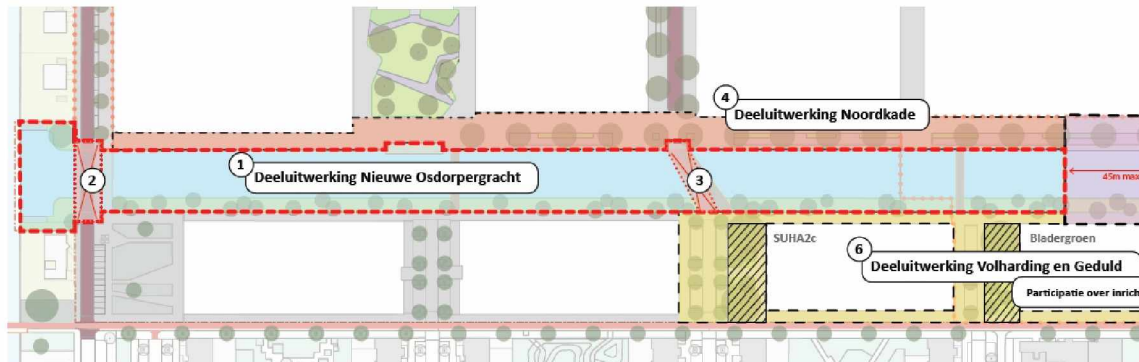 4
Deeluitwerking Noordkade
1
Deeluitwerking Nieuwe Osdorpergracht
2
3
45m max
SUHA2c
Bladergroen
6
Deeluitwerking Volharding en Geduld
Participatie over inrich